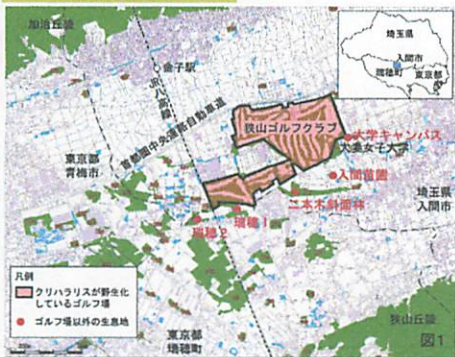 加治丘陵
金子駅
JR八高線
首都圏中央連絡自動車道
埼玉県
入間市
瑞穂町
東京都
狭山ゴルフクラブ
大学キャンパス
大妻女子大学
入間苗圃
二本木斜面林
東京都
青梅市
埼玉県
入間市
瑞穂1
瑞穂2
凡例
クリハラリスが野生化
しているゴルフ場
ゴルフ場以外の生息地
東京都
瑞穂町
狭山丘陵
図1